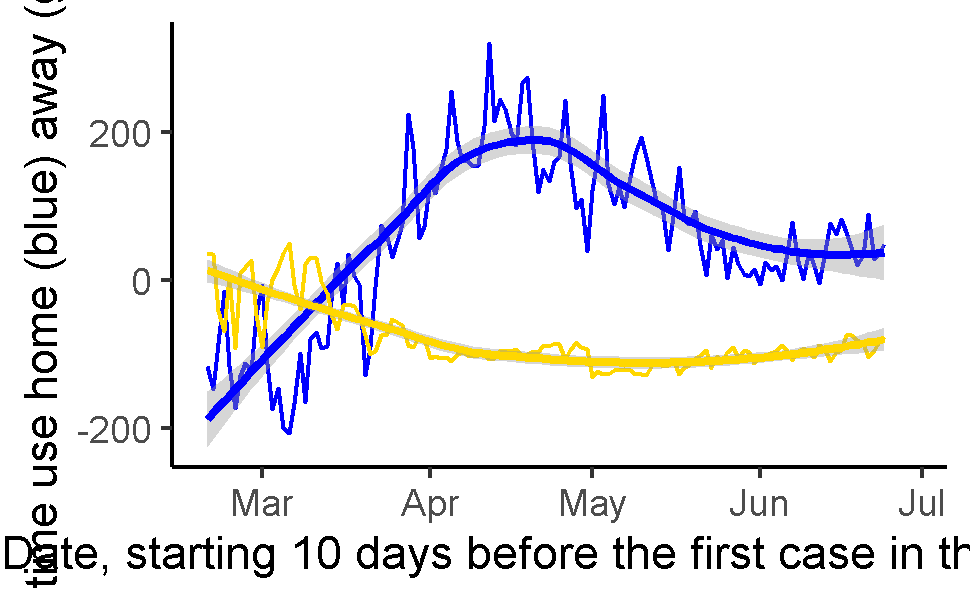 time use home (blue) away (
200
0
-200
Mar Apr May Jun Jul
Date, starting 10 days before the first case in th